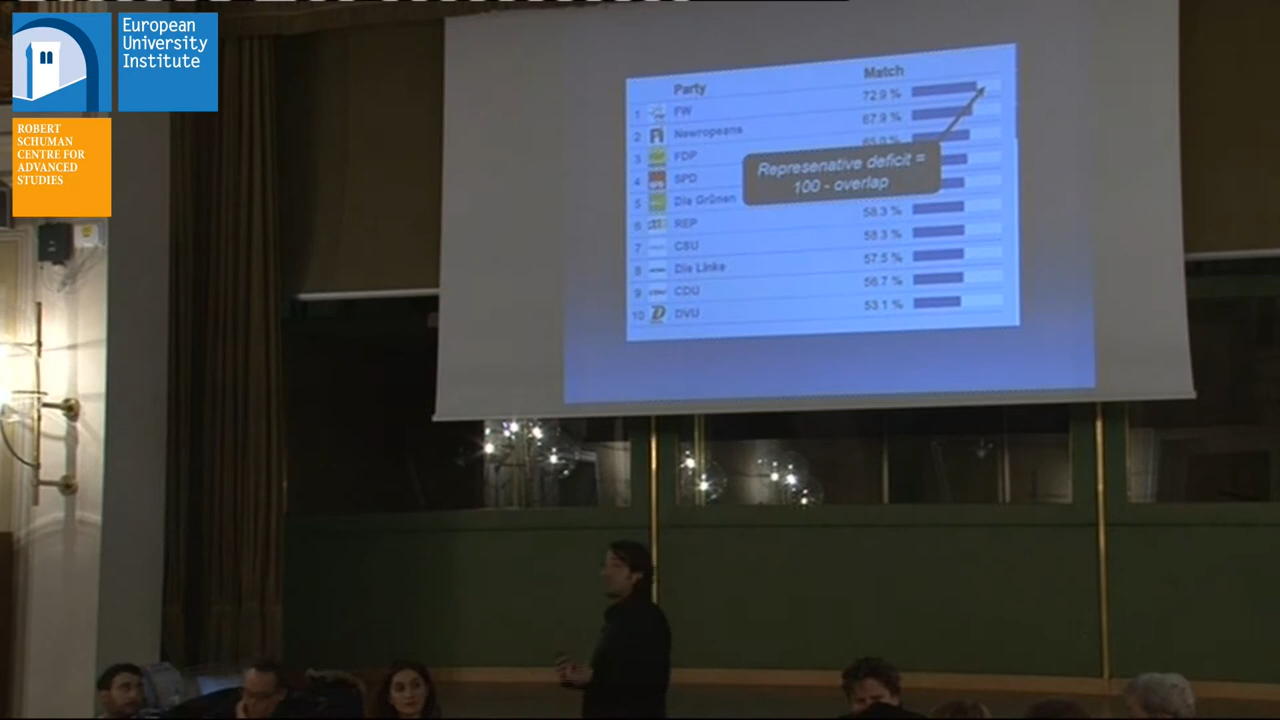 European
University
Institute
ROBERT
SCHUMAN
CENTRE FOR
ADVANCED
STUDIES
Party Match
1 FW 72.9 %
2 Newropeans 67.9 %
3 FDP
4 SPD
5 Die Grünen
6 REP 58.3 %
7 CSU 58.3 %
8 Die Linke 57.5 %
9 CDU 56.7 %
10 DVU 53.1 %
Represenative deficit =
100 - overlap